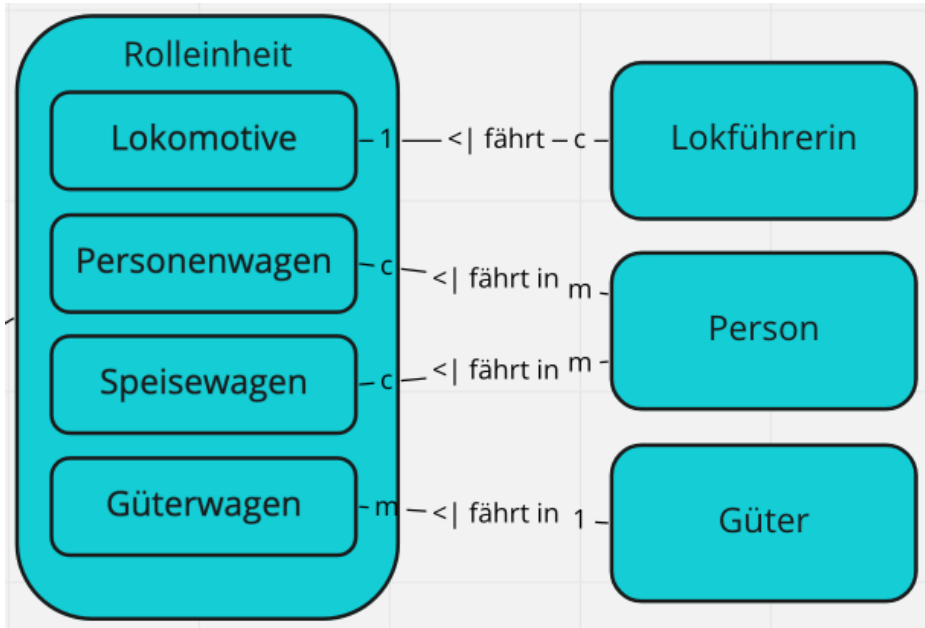 Rolleinheit
Lokomotive
1
<| fährt
c
Lokführerin
Personenwagen
c
<| fährt in
m
Person
Speisewagen
c
<| fährt in
m
Güterwagen
m
<| fährt in
1
Güter